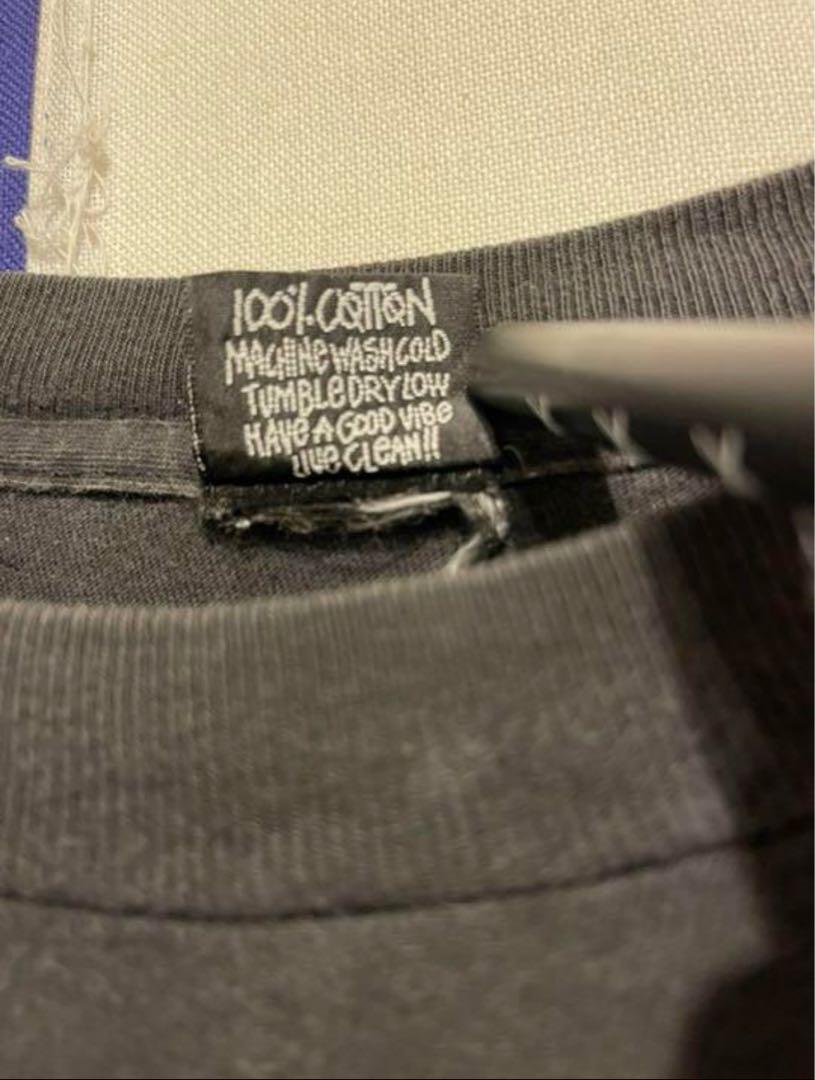 100% COTTON
MACHINE WASH COLD
TUMBLE DRY LOW
HAVE A GOOD VIBE
LIVE CLEAN!!